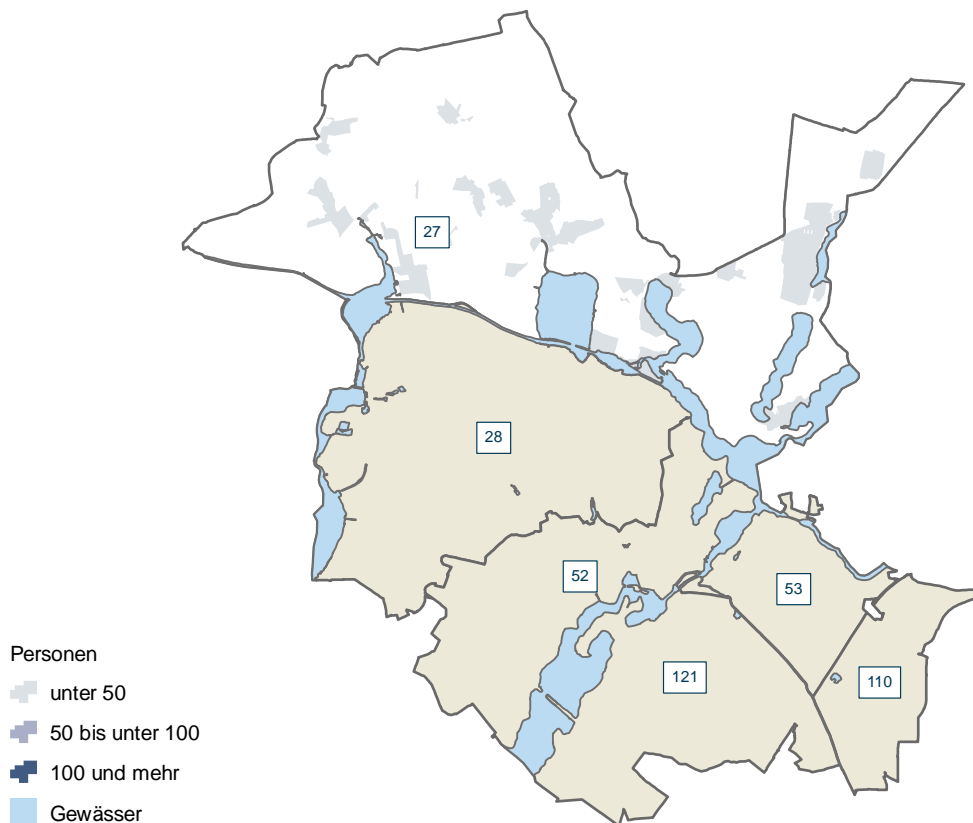 27
28
52
53
121
110
Personen
unter 50
50 bis unter 100
100 und mehr
Gewässer